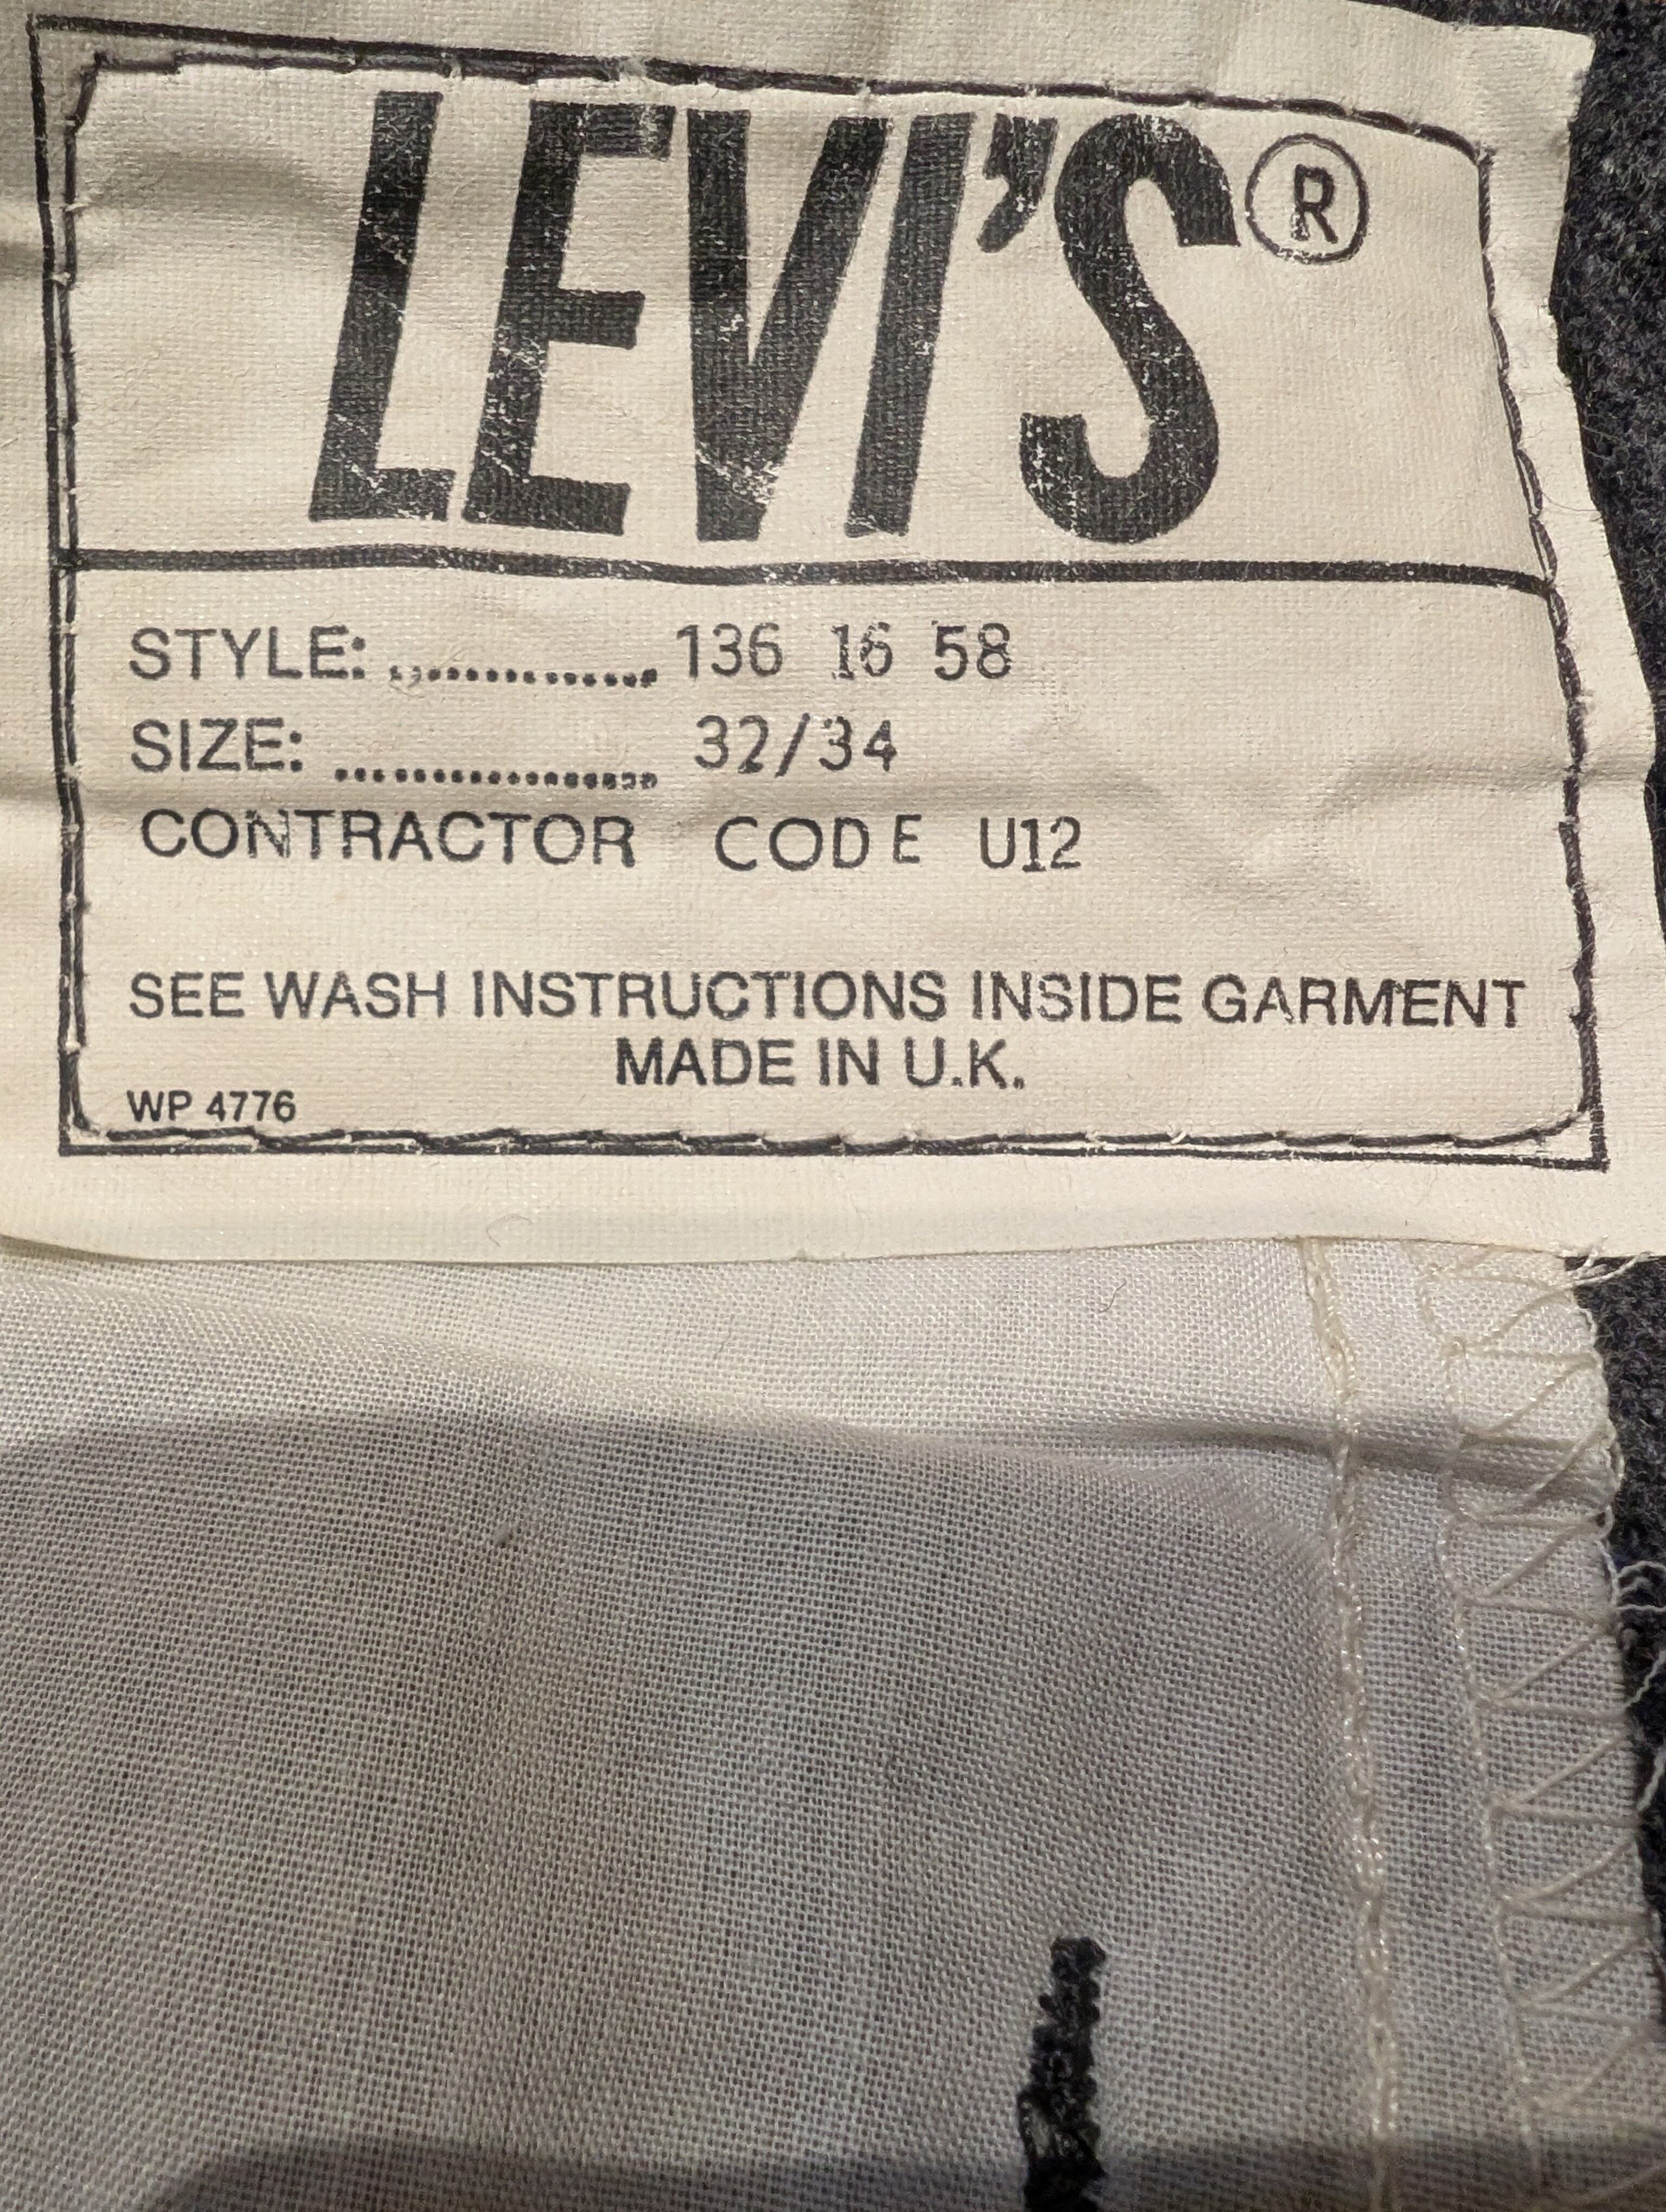 LEVI'S®
STYLE: ............... 136 16 58
SIZE: .................. 32/34
CONTRACTOR CODE U12
SEE WASH INSTRUCTIONS INSIDE GARMENT
MADE IN U.K.
WP 4776